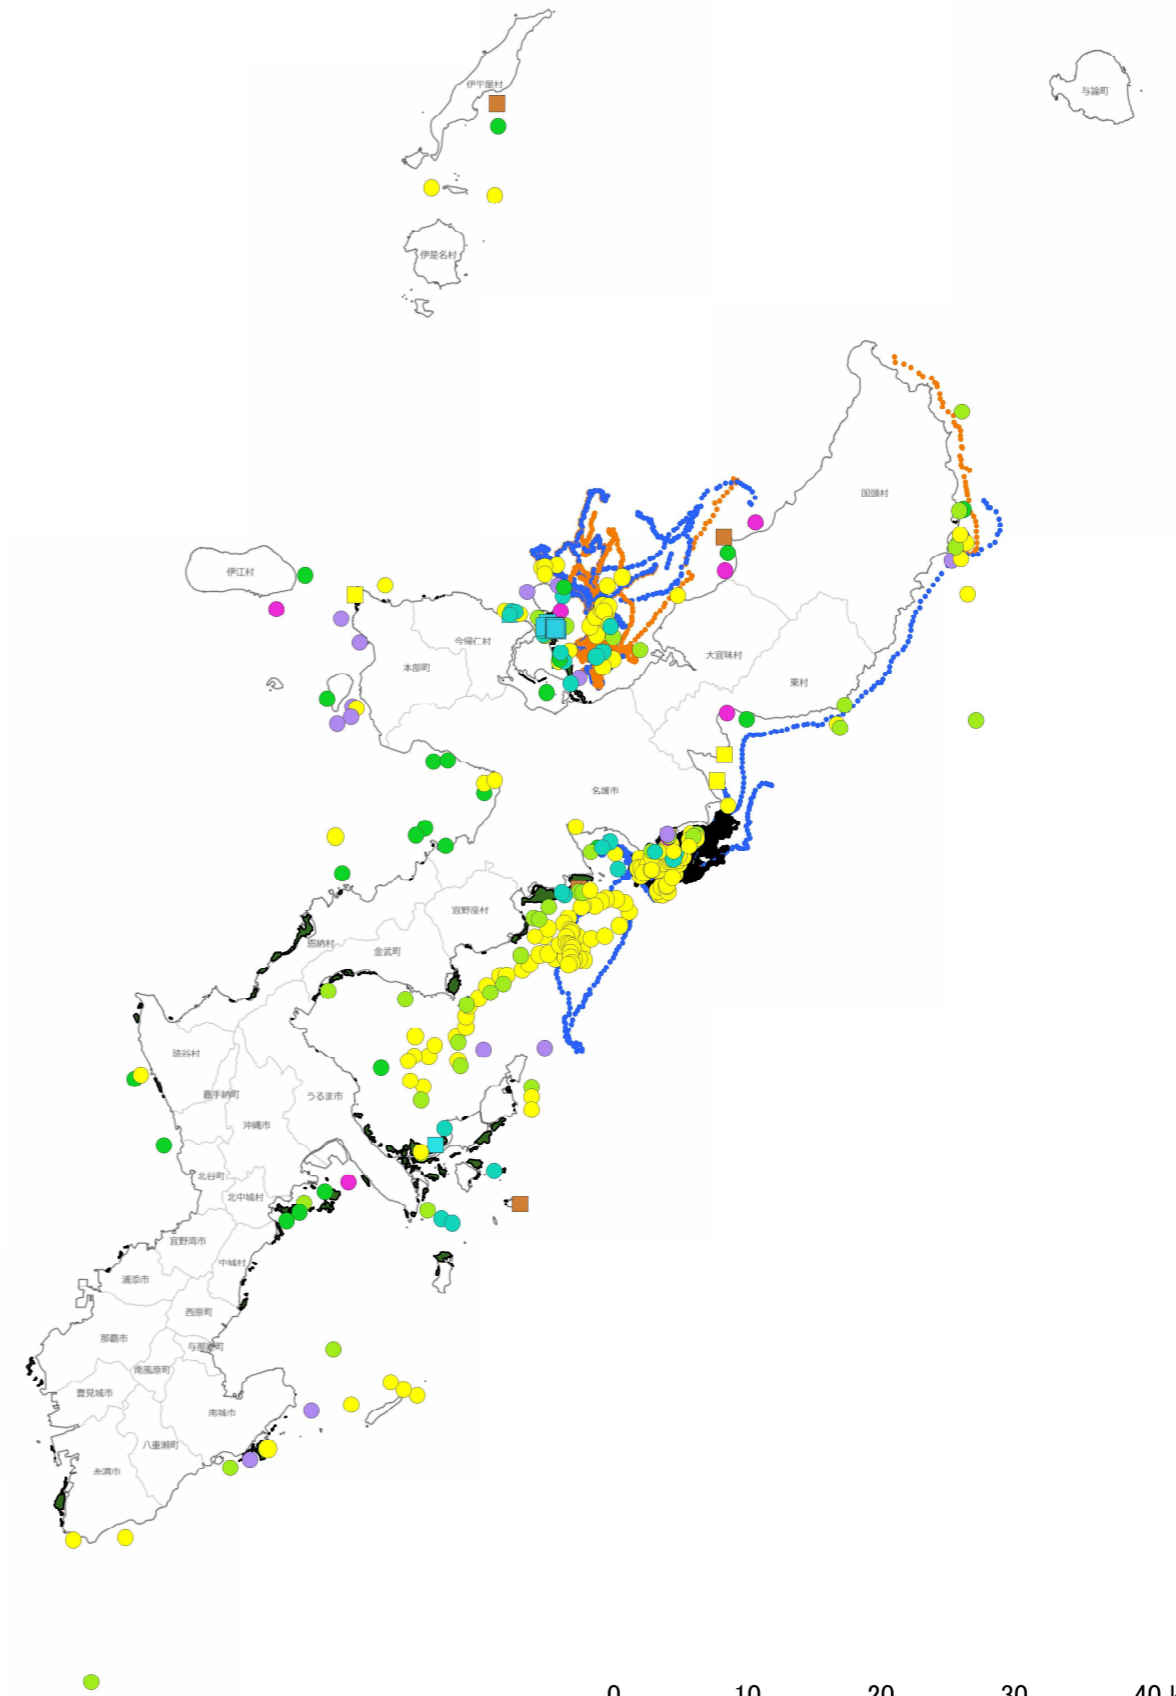 伊平屋村
与論町
伊是名村
国頭村
伊江村
今帰仁村
本部町
大宜味村
東村
名護市
宜野座村
恩納村
金武町
読谷村
嘉手納町
うるま市
沖縄市
北谷町
北中城村
宜野湾市
中城村
浦添市
西原町
那覇市
与那原町
南風原町
豊見城市
南城市
八重瀬町
糸満市
0 10 20 30 40